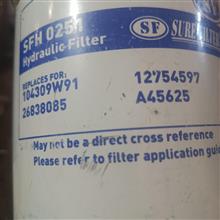 SFH 0251
Hydraulic Filter
SF
REPLACES FOR:
104309W91
26838085
12754597
A45625
May not be a direct cross reference
Please refer to filter application